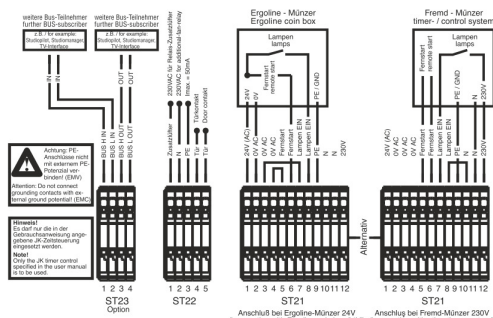 weitere Bus-Teilnehmer
further BUS-subscriber
z.B. / for example:
Studiopilot, Studiomanager,
TV-Interface
weitere Bus-Teilnehmer
further BUS-subscriber
z.B. / for example:
Studiopilot, Studiomanager,
TV-Interface
IN
IN
OUT
OUT
BUS H IN
BUS L IN
BUS H OUT
BUS L OUT
Achtung: PE-
Anschlüsse nicht
mit externem PE-
Potenzial ver-
binden! (EMV)
Attention: Do not connect
grounding contacts with ex-
ternal ground potential! (EMC)
Hinweis!
Es darf nur die in der
Gebrauchsanweisung ange-
gebene JK-Zeitsteuerung
eingesetzt werden.
Note!
Only the JK timer control
specified in the user manual
is to be used.
1 2 3 4
ST23
Option
230VAC für Relais-Zusatzlüfter
230VAC for additional-fan-relay
Imax. = 50mA
Türkontakt
Door contact
Zusatzlüfter
N
PE
Tür
Tür
1 2 3 4 5
ST22
Ergoline - Münzer
Ergoline coin box
Lampen
lamps
24V
0V
Fernstart
remote start
PE / GND
24V (AC)
0V AC
0V AC
0V AC
Fernstart
Fernstart
Lampen EIN
Lampen EIN
PE
N
N
230V
1 2 3 4 5 6 7 8 9 10 11 12
ST21
Anschluß bei Ergoline-Münzer 24V
Alternativ
Fremd - Münzer
timer- / control system
Lampen
lamps
Fernstart
remote start
PE / GND
N
230V
24V (AC)
0V AC
0V AC
0V AC
Fernstart
Fernstart
Lampen EIN
Lampen EIN
PE
N
N
230V
1 2 3 4 5 6 7 8 9 10 11 12
ST21
Anschluß bei Fremd-Münzer 230V